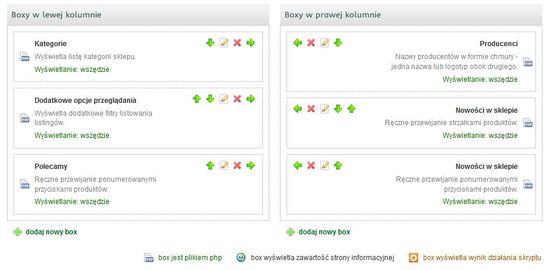 Boxy w lewej kolumnie
Kategorie
Wyświetla listę kategorii sklepu.
Wyświetlanie: wszędzie
Dodatkowe opcje przeglądania
Wyświetla dodatkowe filtry listowania
listingów.
Wyświetlanie: wszędzie
Polecamy
Ręczne przewijanie ponumerowanymi
przyciskami produktów.
Wyświetlanie: wszędzie
dodaj nowy box
Boxy w prawej kolumnie
Producenci
Nazwy producentów w formie chmury -
jedna nazwa lub logotyp obok drugiego.
Wyświetlanie: wszędzie
Nowości w sklepie
Ręczne przewijanie strzałkami produktów.
Wyświetlanie: wszędzie
Nowości w sklepie
Ręczne przewijanie ponumerowanymi
przyciskami produktów.
Wyświetlanie: wszędzie
dodaj nowy box
box jest plikiem php
box wyświetla zawartość strony informacyjnej
box wyświetla wynik działania skryptu